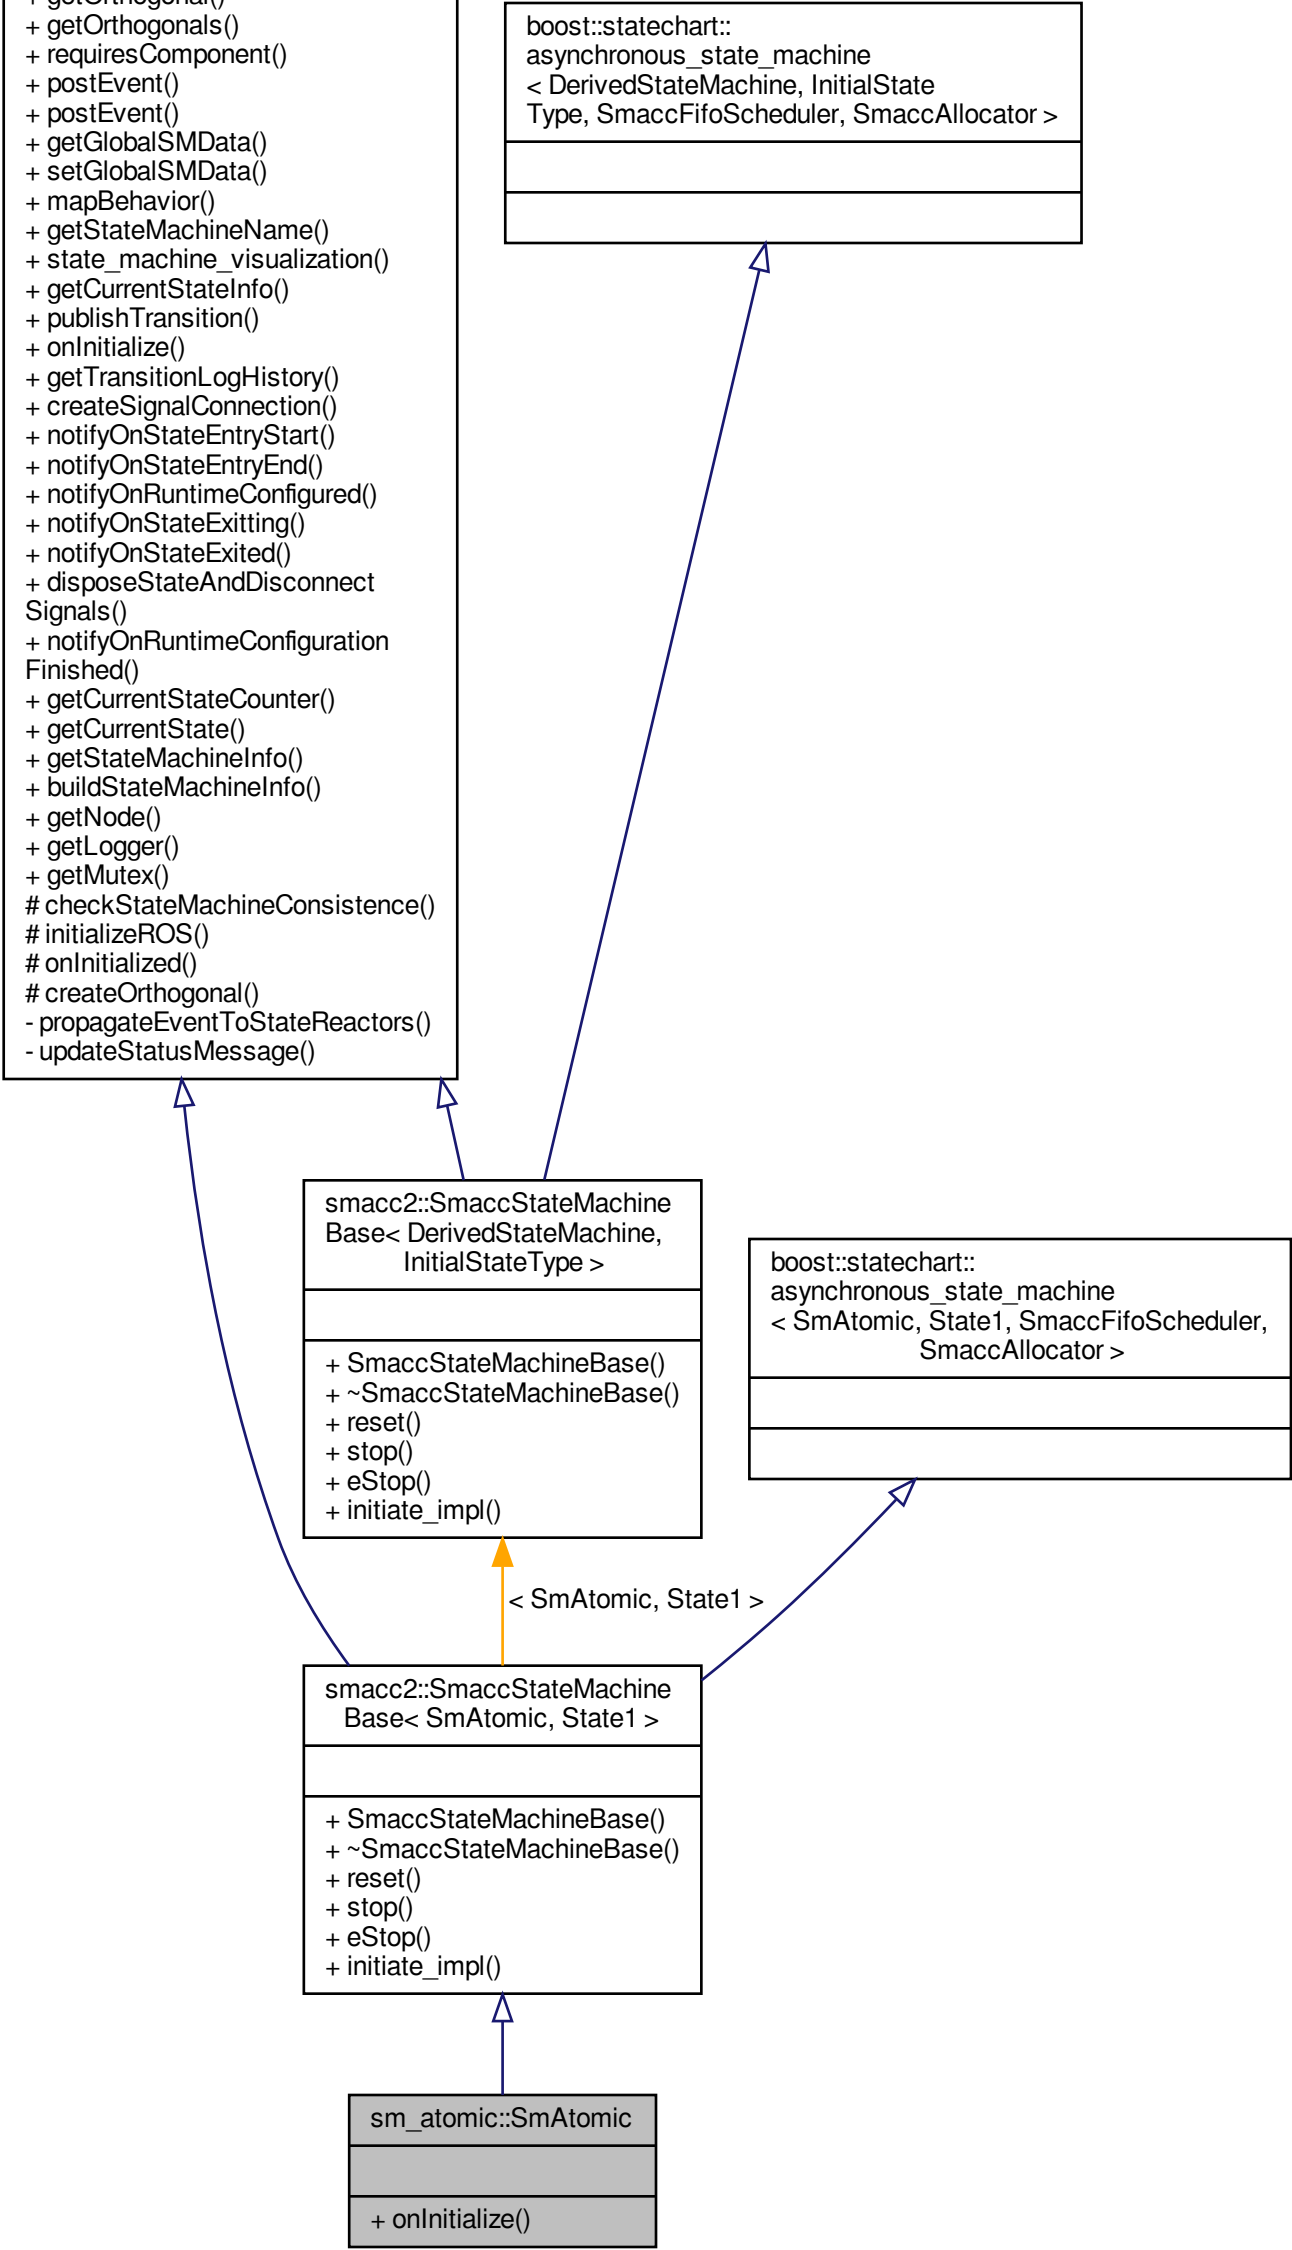 + getOrthogonal()
+ getOrthogonals()
+ requiresComponent()
+ postEvent()
+ postEvent()
+ getGlobalSMData()
+ setGlobalSMData()
+ mapBehavior()
+ getStateMachineName()
+ state_machine_visualization()
+ getCurrentStateInfo()
+ publishTransition()
+ onInitialize()
+ getTransitionLogHistory()
+ createSignalConnection()
+ notifyOnStateEntryStart()
+ notifyOnStateEntryEnd()
+ notifyOnRuntimeConfigured()
+ notifyOnStateExitting()
+ notifyOnStateExited()
+ disposeStateAndDisconnect
Signals()
+ notifyOnRuntimeConfiguration
Finished()
+ getCurrentStateCounter()
+ getCurrentState()
+ getStateMachineInfo()
+ buildStateMachineInfo()
+ getNode()
+ getLogger()
+ getMutex()
# checkStateMachineConsistence()
# initializeROS()
# onInitialized()
# createOrthogonal()
- propagateEventToStateReactors()
- updateStatusMessage()
boost::statechart::
asynchronous_state_machine
< DerivedStateMachine, InitialState
Type, SmaccFifoScheduler, SmaccAllocator >
smacc2::SmaccStateMachine
Base< DerivedStateMachine,
InitialStateType >
+ SmaccStateMachineBase()
+ ~SmaccStateMachineBase()
+ reset()
+ stop()
+ eStop()
+ initiate_impl()
boost::statechart::
asynchronous_state_machine
< SmAtomic, State1, SmaccFifoScheduler,
SmaccAllocator >
< SmAtomic, State1 >
smacc2::SmaccStateMachine
Base< SmAtomic, State1 >
+ SmaccStateMachineBase()
+ ~SmaccStateMachineBase()
+ reset()
+ stop()
+ eStop()
+ initiate_impl()
sm_atomic::SmAtomic
+ onInitialize()